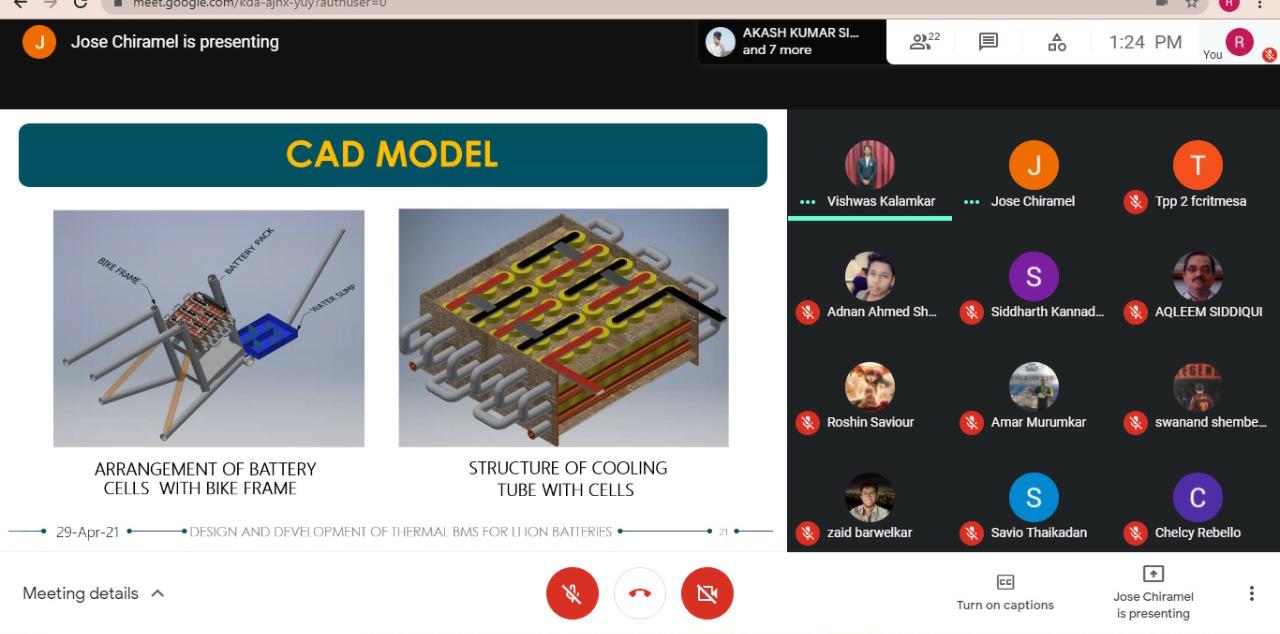 meet.google.com/kda-ajnx-yuy?authuser=0
R
J
Jose Chiramel is presenting
AKASH KUMAR SI...
and 7 more
22
1:24 PM
You
R
CAD MODEL
BIKE FRAME
BATTERY PACK
WATER SUMP
ARRANGEMENT OF BATTERY
CELLS WITH BIKE FRAME
STRUCTURE OF COOLING
TUBE WITH CELLS
29-Apr-21
DESIGN AND DEVELOPMENT OF THERMAL BMS FOR LI ION BATTERIES
21
Vishwas Kalamkar
J
Jose Chiramel
T
Tpp 2 fcritmesa
Adnan Ahmed Sh...
S
Siddharth Kannad...
AQLEEM SIDDIQUI
Roshin Saviour
Amar Murumkar
swanand shembe...
zaid barwelkar
S
Savio Thaikadan
C
Chelcy Rebello
Meeting details
CC
Turn on captions
Jose Chiramel
is presenting